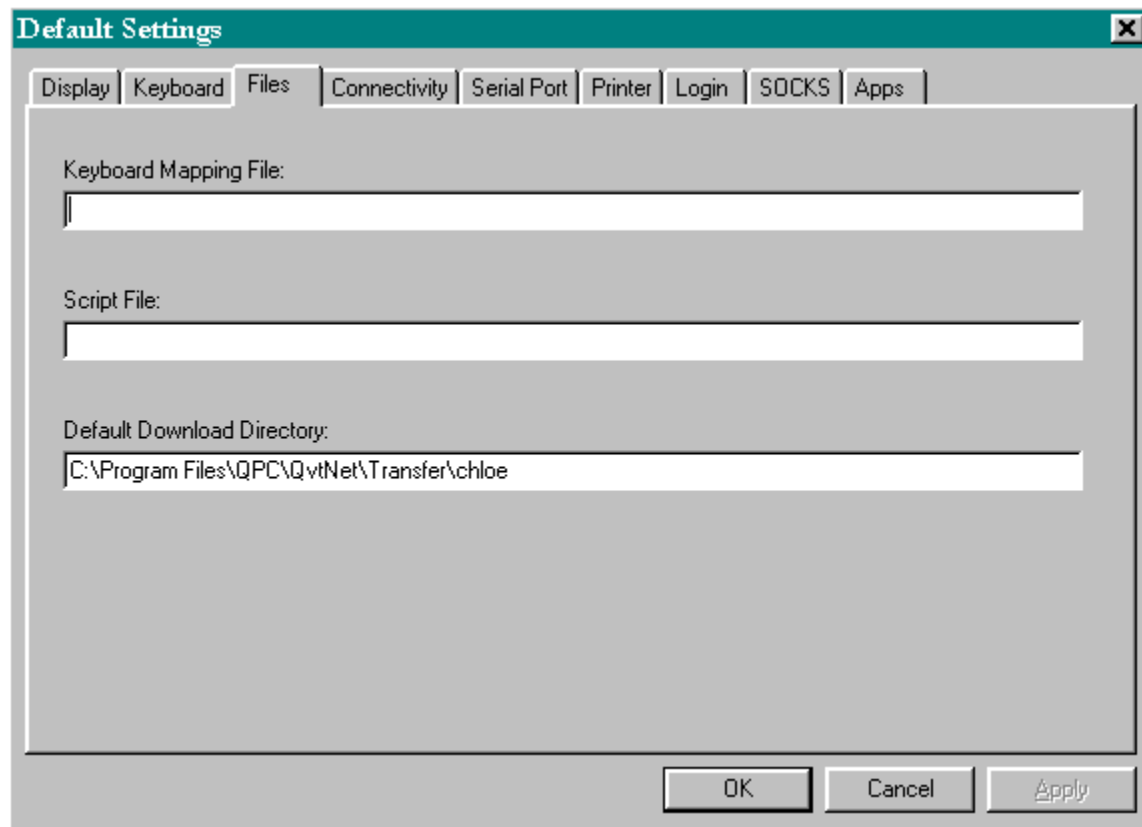 Default Settings
Display Keyboard Files Connectivity Serial Port Printer Login SOCKS Apps
Keyboard Mapping File:
Script File:
Default Download Directory:
C:\Program Files\QPC\QvtNet\Transfer\chloe
OK Cancel Apply